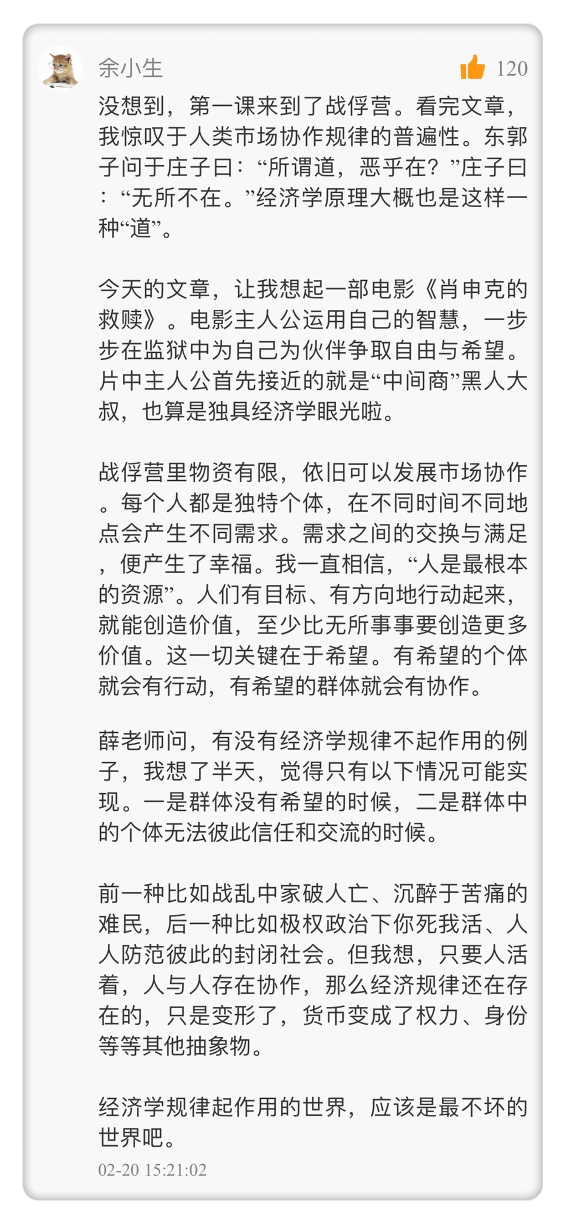 余小生
120
没想到，第一课来到了战俘营。看完文章，
我惊叹于人类市场协作规律的普遍性。东郭
子问于庄子曰：“所谓道，恶乎在？”庄子曰
：“无所不在。”经济学原理大概也是这样一
种“道”。
今天的文章，让我想起一部电影《肖申克的
救赎》。电影主人公运用自己的智慧，一步
步在监狱中为自己为伙伴争取自由与希望。
片中主人公首先接近的就是“中间商”黑人大
叔，也算是独具经济学眼光啦。
战俘营里物资有限，依旧可以发展市场协作
。每个人都是独特个体，在不同时间不同地
点会产生不同需求。需求之间的交换与满足
，便产生了幸福。我一直相信，“人是最根本
的资源”。人们有目标、有方向地行动起来，
就能创造价值，至少比无所事事要创造更多
价值。这一切关键在于希望。有希望的个体
就会有行动，有希望的群体就会有协作。
薛老师问，有没有经济学规律不起作用的例
子，我想了半天，觉得只有以下情况可能实
现。一是群体没有希望的时候，二是群体中
的个体无法彼此信任和交流的时候。
前一种比如战乱中家破人亡、沉醉于苦痛的
难民，后一种比如极权政治下你死我活、人
人防范彼此的封闭社会。但我想，只要人活
着，人与人存在协作，那么经济规律还在存
在的，只是变形了，货币变成了权力、身份
等等其他抽象物。
经济学规律起作用的世界，应该是最不坏的
世界吧。
02-20 15:21:02